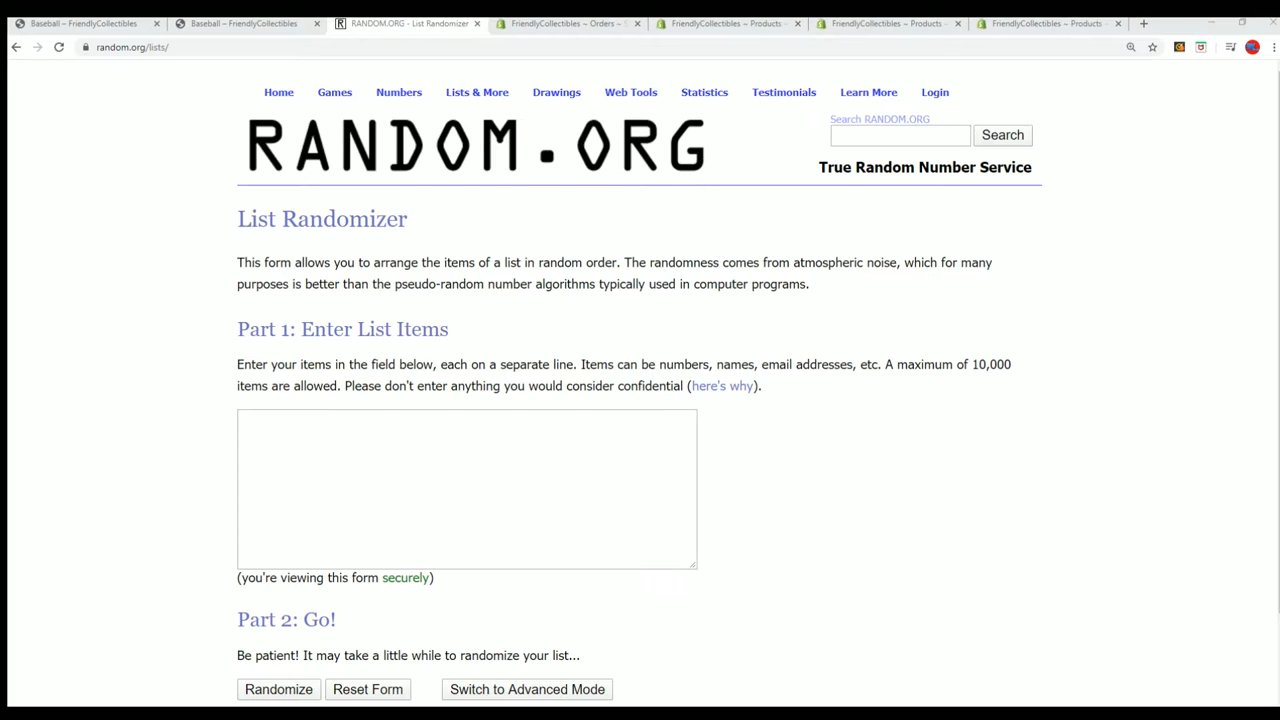 Baseball – FriendlyCollectibles
Baseball – FriendlyCollectibles
RANDOM.ORG - List Randomizer
FriendlyCollectibles ~ Orders ~ S
FriendlyCollectibles ~ Products ~
FriendlyCollectibles ~ Products ~
FriendlyCollectibles ~ Products ~
random.org/lists/
Home Games Numbers Lists & More Drawings Web Tools Statistics Testimonials Learn More Login
RANDOM.ORG
Search RANDOM.ORG
Search
True Random Number Service
List Randomizer
This form allows you to arrange the items of a list in random order. The randomness comes from atmospheric noise, which for many
purposes is better than the pseudo-random number algorithms typically used in computer programs.
Part 1: Enter List Items
Enter your items in the field below, each on a separate line. Items can be numbers, names, email addresses, etc. A maximum of 10,000
items are allowed. Please don't enter anything you would consider confidential (here's why).
(you're viewing this form securely)
Part 2: Go!
Be patient! It may take a little while to randomize your list...
Randomize Reset Form Switch to Advanced Mode